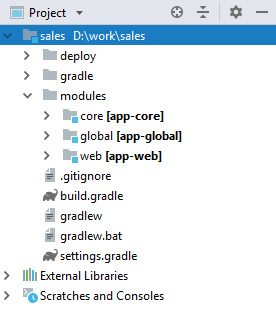 Project
sales D:\work\sales
deploy
gradle
modules
core [app-core]
global [app-global]
web [app-web]
.gitignore
build.gradle
gradlew
gradlew.bat
settings.gradle
External Libraries
Scratches and Consoles